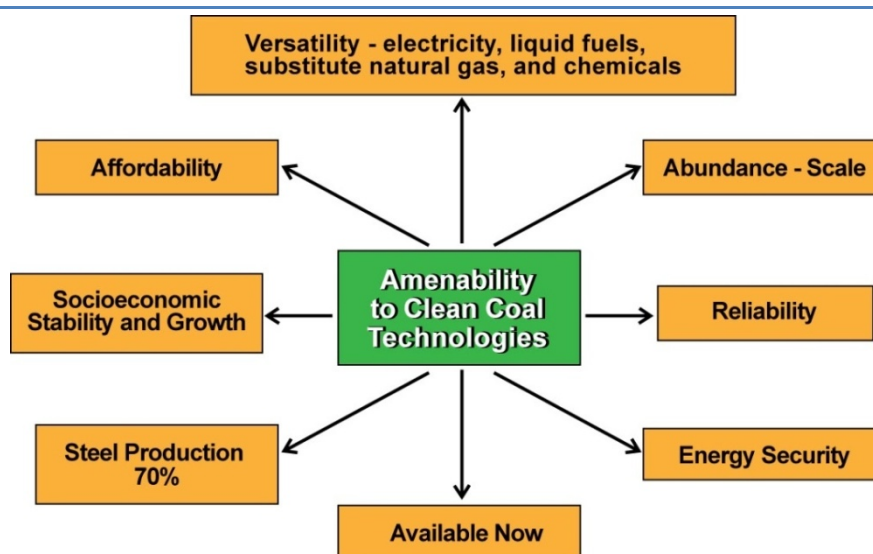 Versatility - electricity, liquid fuels,
substitute natural gas, and chemicals
Affordability
Abundance - Scale
Amenability
to Clean Coal
Technologies
Socioeconomic
Stability and Growth
Reliability
Steel Production
70%
Energy Security
Available Now